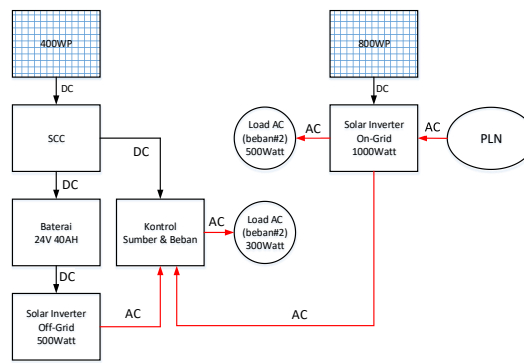 400WP
800WP
DC
DC
SCC
DC
Load AC
(beban#2)
500Watt
AC
Solar Inverter
On-Grid
1000Watt
AC
PLN
DC
Baterai
24V 40AH
Kontrol
Sumber & Beban
AC
Load AC
(beban#2)
300Watt
DC
Solar Inverter
Off-Grid
500Watt
AC
AC